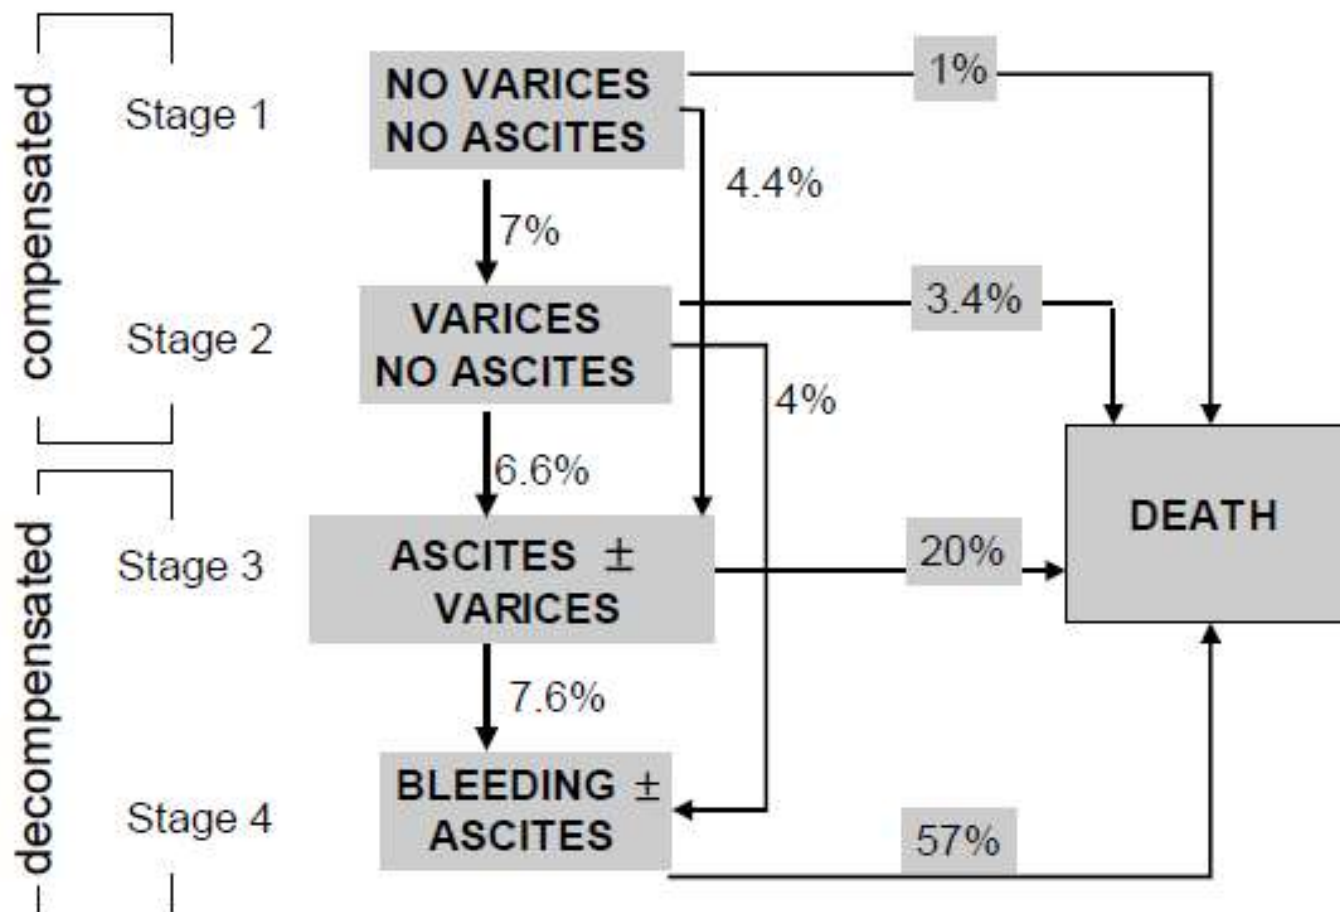 compensated
Stage 1
NO VARICES
NO ASCITES
1%
4.4%
7%
Stage 2
VARICES
NO ASCITES
3.4%
4%
6.6%
decompensated
Stage 3
ASCITES ±
VARICES
20%
DEATH
7.6%
Stage 4
BLEEDING ±
ASCITES
57%